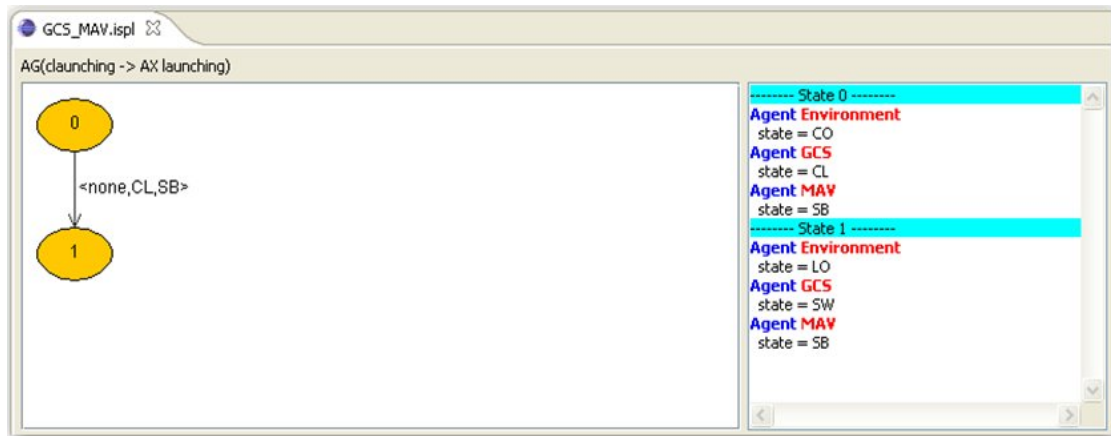 GCS_MAV.ispl
AG(claunching -> AX launching)
0
<none,CL,SB>
1
-------- State 0 --------
Agent Environment
state = CO
Agent GCS
state = CL
Agent MAV
state = SB
-------- State 1 --------
Agent Environment
state = LO
Agent GCS
state = SW
Agent MAV
state = SB